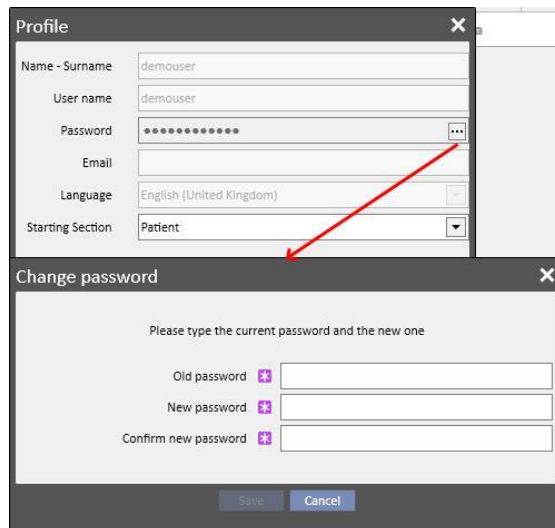 Profile
Name - Surname demouser
User name demouser
Password ••••••••••••
Email
Language English (United Kingdom)
Starting Section Patient
Change password
Please type the current password and the new one
Old password
New password
Confirm new password
Save Cancel